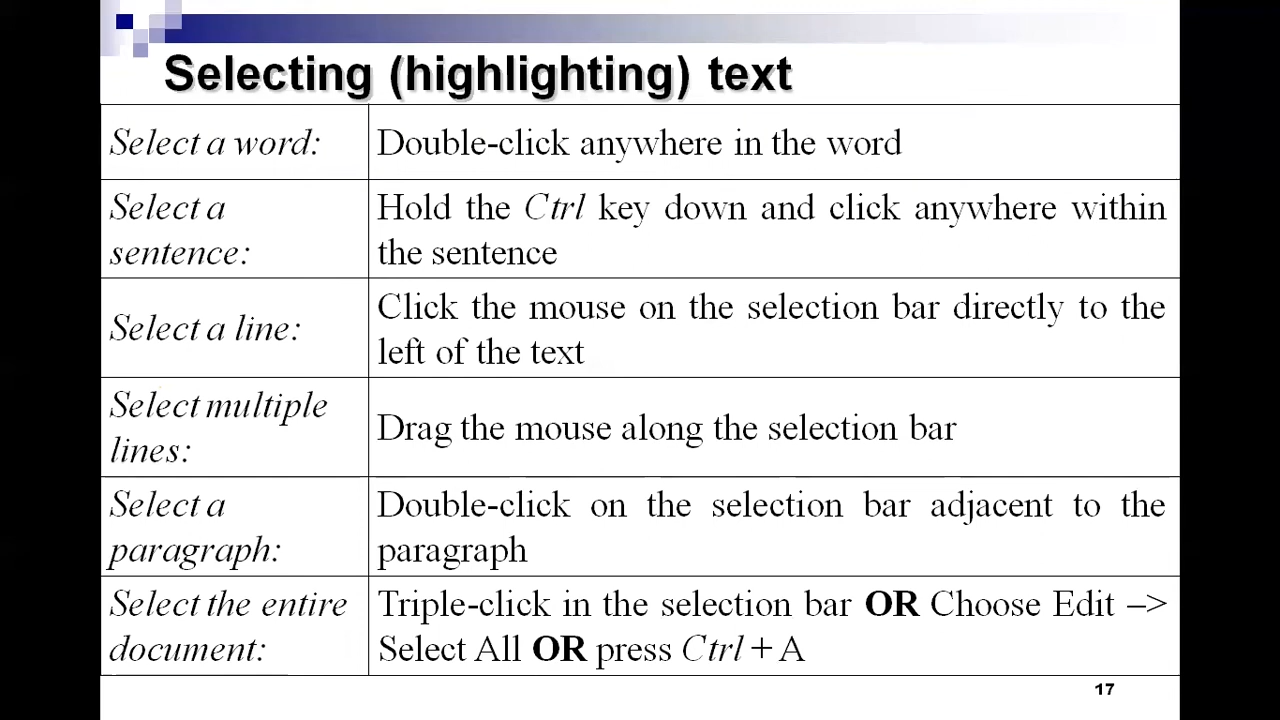 Selecting (highlighting) text
Select a word:
Double-click anywhere in the word
Select a
sentence:
Hold the Ctrl key down and click anywhere within
the sentence
Select a line:
Click the mouse on the selection bar directly to the
left of the text
Select multiple
lines:
Drag the mouse along the selection bar
Select a
paragraph:
Double-click on the selection bar adjacent to the
paragraph
Select the entire
document:
Triple-click in the selection bar OR Choose Edit –>
Select All OR press Ctrl + A
17